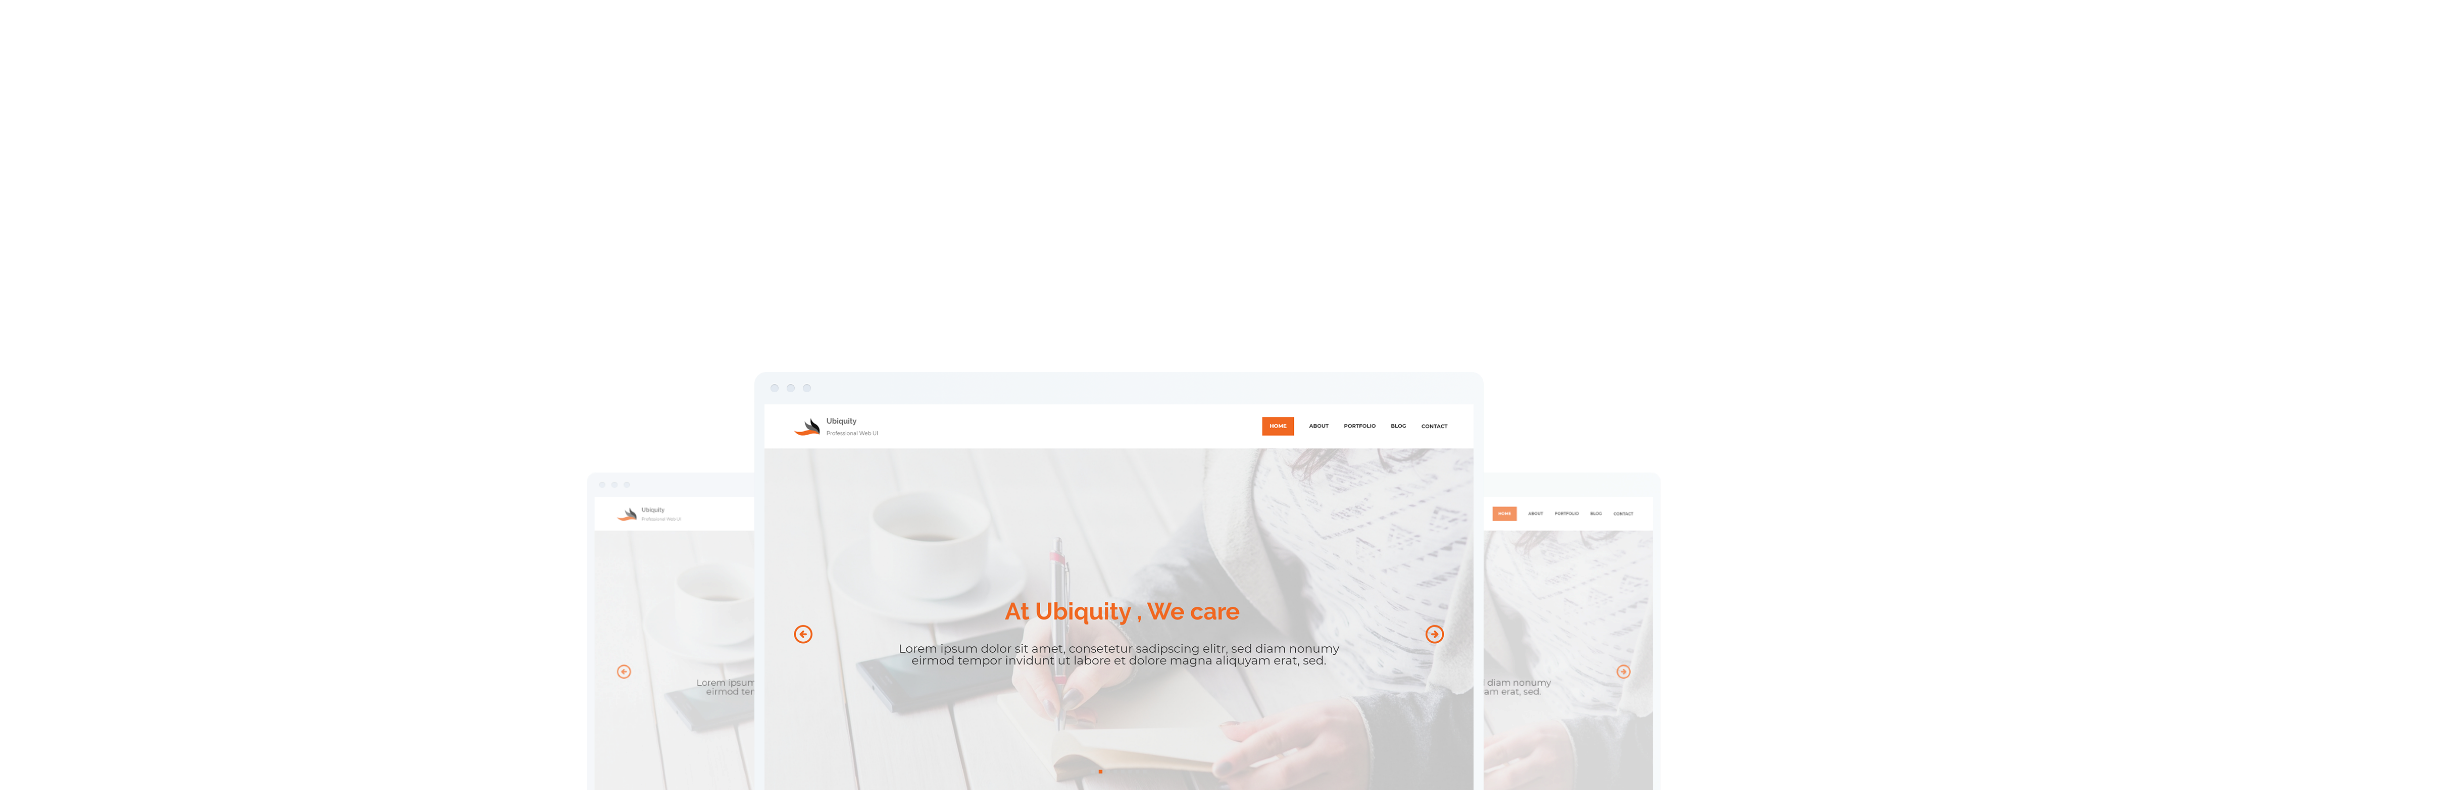 Ubiquity
Professional Web UI
HOME ABOUT PORTFOLIO BLOG CONTACT
At Ubiquity , We care
Lorem ipsum dolor sit amet, consetetur sadipscing elitr, sed diam nonumy
eirmod tempor invidunt ut labore et dolore magna aliquyam erat, sed.
Ubiquity
Professional Web UI
Lorem ipsum
eirmod ter
HOME ABOUT PORTFOLIO BLOG CONTACT
diam nonumy
am erat, sed.